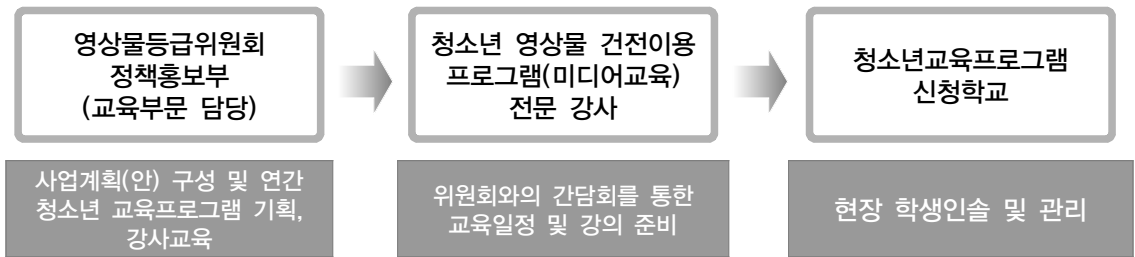 영상물등급위원회
정책홍보부
(교육부문 담당)
청소년 영상물 건전이용
프로그램(미디어교육)
전문 강사
청소년교육프로그램
신청학교
사업계획(안) 구성 및 연간
청소년 교육프로그램 기획,
강사교육
위원회와의 간담회를 통한
교육일정 및 강의 준비
현장 학생인솔 및 관리